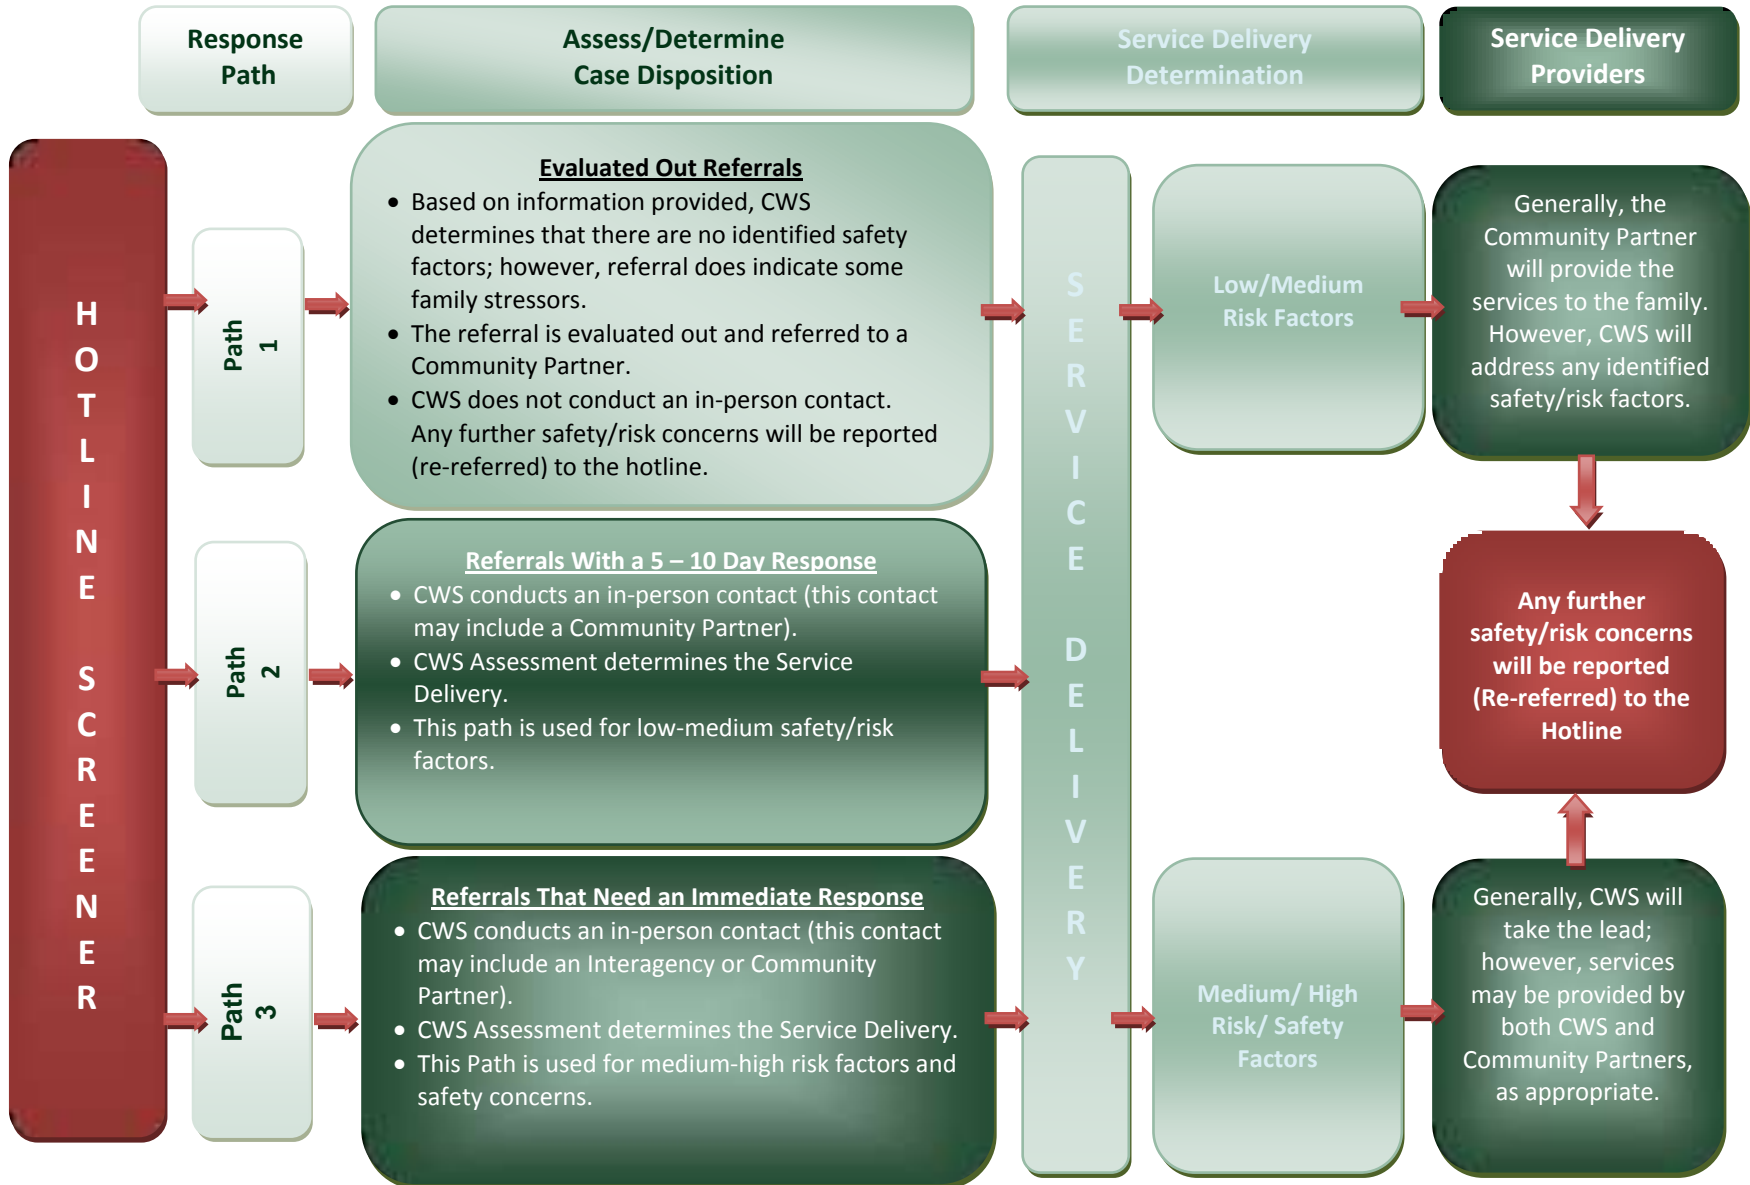 Response
Path
Assess/Determine
Case Disposition
Service Delivery
Determination
Service Delivery
Providers
H
O
T
L
I
N
E
S
C
R
E
E
N
E
R
Path
1
Evaluated Out Referrals
• Based on information provided, CWS
determines that there are no identified safety
factors; however, referral does indicate some
family stressors.
• The referral is evaluated out and referred to a
Community Partner.
• CWS does not conduct an in-person contact.
Any further safety/risk concerns will be reported
(re-referred) to the hotline.
Path
2
Referrals With a 5 – 10 Day Response
• CWS conducts an in-person contact (this contact
may include a Community Partner).
• CWS Assessment determines the Service
Delivery.
• This path is used for low-medium safety/risk
factors.
Path
3
Referrals That Need an Immediate Response
• CWS conducts an in-person contact (this contact
may include an Interagency or Community
Partner).
• CWS Assessment determines the Service Delivery.
• This Path is used for medium-high risk factors and
safety concerns.
S
E
R
V
I
C
E
D
E
L
I
V
E
R
Y
Low/Medium
Risk Factors
Generally, the
Community Partner
will provide the
services to the family.
However, CWS will
address any identified
safety/risk factors.
Any further
safety/risk concerns
will be reported
(Re-referred) to the
Hotline
Medium/ High
Risk/ Safety
Factors
Generally, CWS will
take the lead;
however, services
may be provided by
both CWS and
Community Partners,
as appropriate.